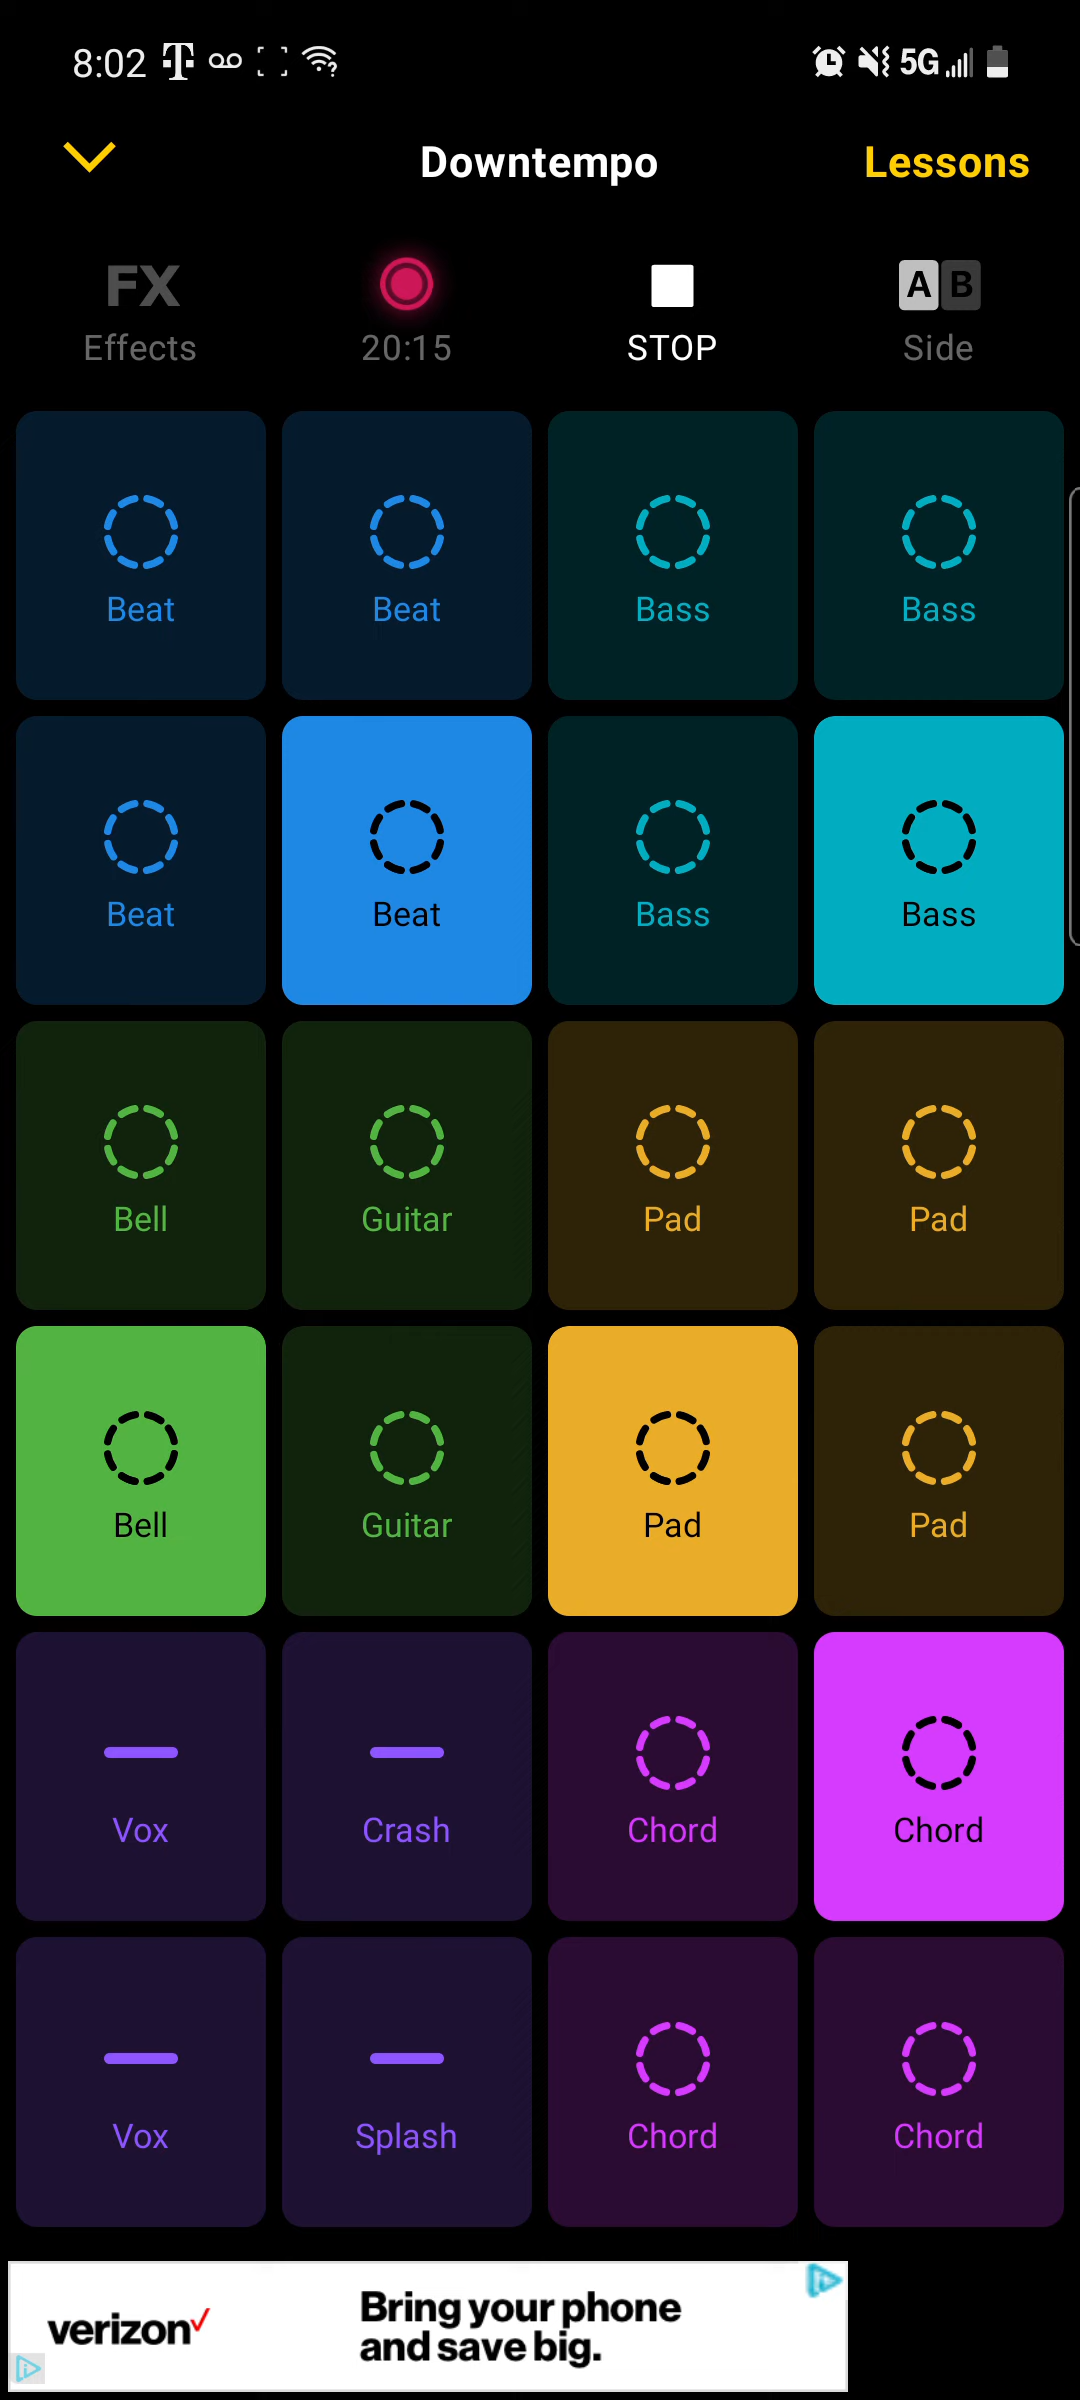 8:02 5G
Downtempo Lessons
FX A B
Effects 20:15 STOP Side
Beat Beat Bass Bass
Beat Beat Bass Bass
Bell Guitar Pad Pad
Bell Guitar Pad Pad
Vox Crash Chord Chord
Vox Splash Chord Chord
verizon Bring your phone
and save big.